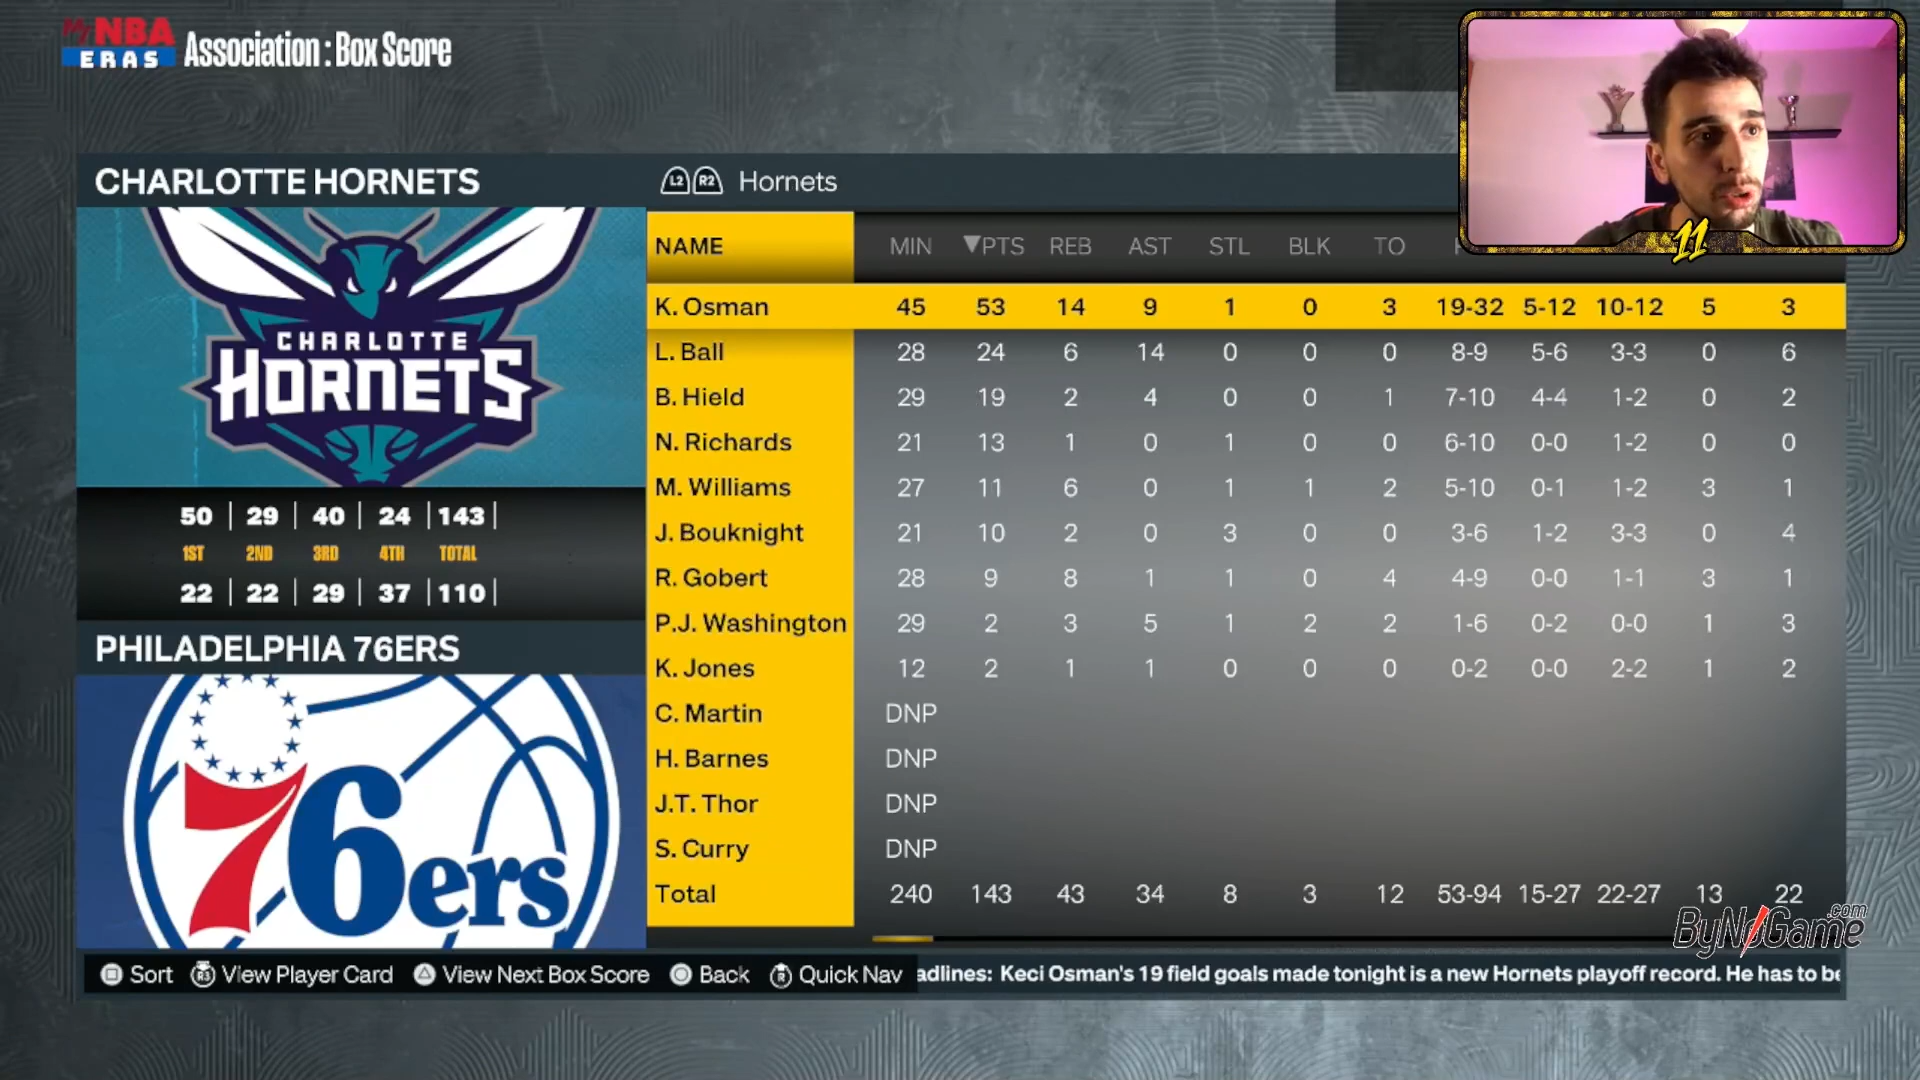 My NBA ERAS Association : Box Score
CHARLOTTE HORNETS
CHARLOTTE
HORNETS
50 | 29 | 40 | 24 | 143 |
1ST 2ND 3RD 4TH TOTAL
22 | 22 | 29 | 37 | 110 |
PHILADELPHIA 76ERS
76ers
L2 R2 Hornets
NAME MIN ▼PTS REB AST STL BLK TO
K. Osman 45 53 14 9 1 0 3 19-32 5-12 10-12 5 3
L. Ball 28 24 6 14 0 0 0 8-9 5-6 3-3 0 6
B. Hield 29 19 2 4 0 0 1 7-10 4-4 1-2 0 2
N. Richards 21 13 1 0 1 0 0 6-10 0-0 1-2 0 0
M. Williams 27 11 6 0 1 1 2 5-10 0-1 1-2 3 1
J. Bouknight 21 10 2 0 3 0 0 3-6 1-2 3-3 0 4
R. Gobert 28 9 8 1 1 0 4 4-9 0-0 1-1 3 1
P.J. Washington 29 2 3 5 1 2 2 1-6 0-2 0-0 1 3
K. Jones 12 2 1 1 0 0 0 0-2 0-0 2-2 1 2
C. Martin DNP
H. Barnes DNP
J.T. Thor DNP
S. Curry DNP
Total 240 143 43 34 8 3 12 53-94 15-27 22-27 13 22
11
ByNoGame.com
Sort R3 View Player Card View Next Box Score Back R Quick Nav adlines: Keci Osman's 19 field goals made tonight is a new Hornets playoff record. He has to be